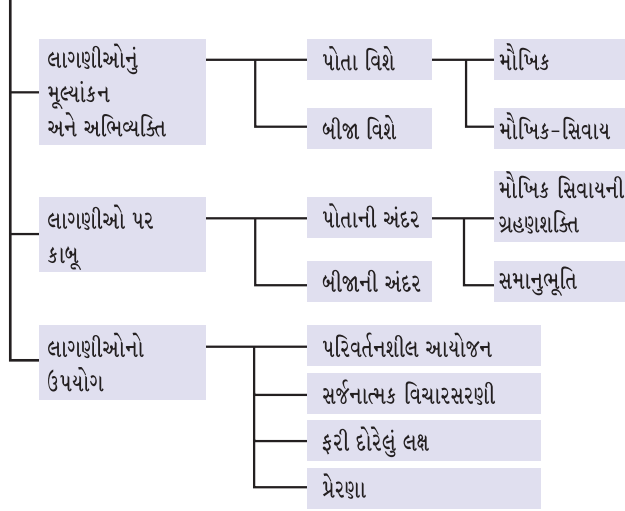 લાગણીઓનું
મૂલ્યાંકન
અને અભિવ્યક્તિ
પોતા વિશે
મૌખિક
બીજા વિશે
મૌખિક-સિવાય
લાગણીઓ પર
કાબૂ
પોતાની અંદર
મૌખિક સિવાયની
ગ્રહણશક્તિ
બીજાની અંદર
સમાનુભૂતિ
લાગણીઓનો
ઉપયોગ
પરિવર્તનશીલ આયોજન
સર્જનાત્મક વિચારસરણી
ફરી દોરેલું લક્ષ
પ્રેરણા